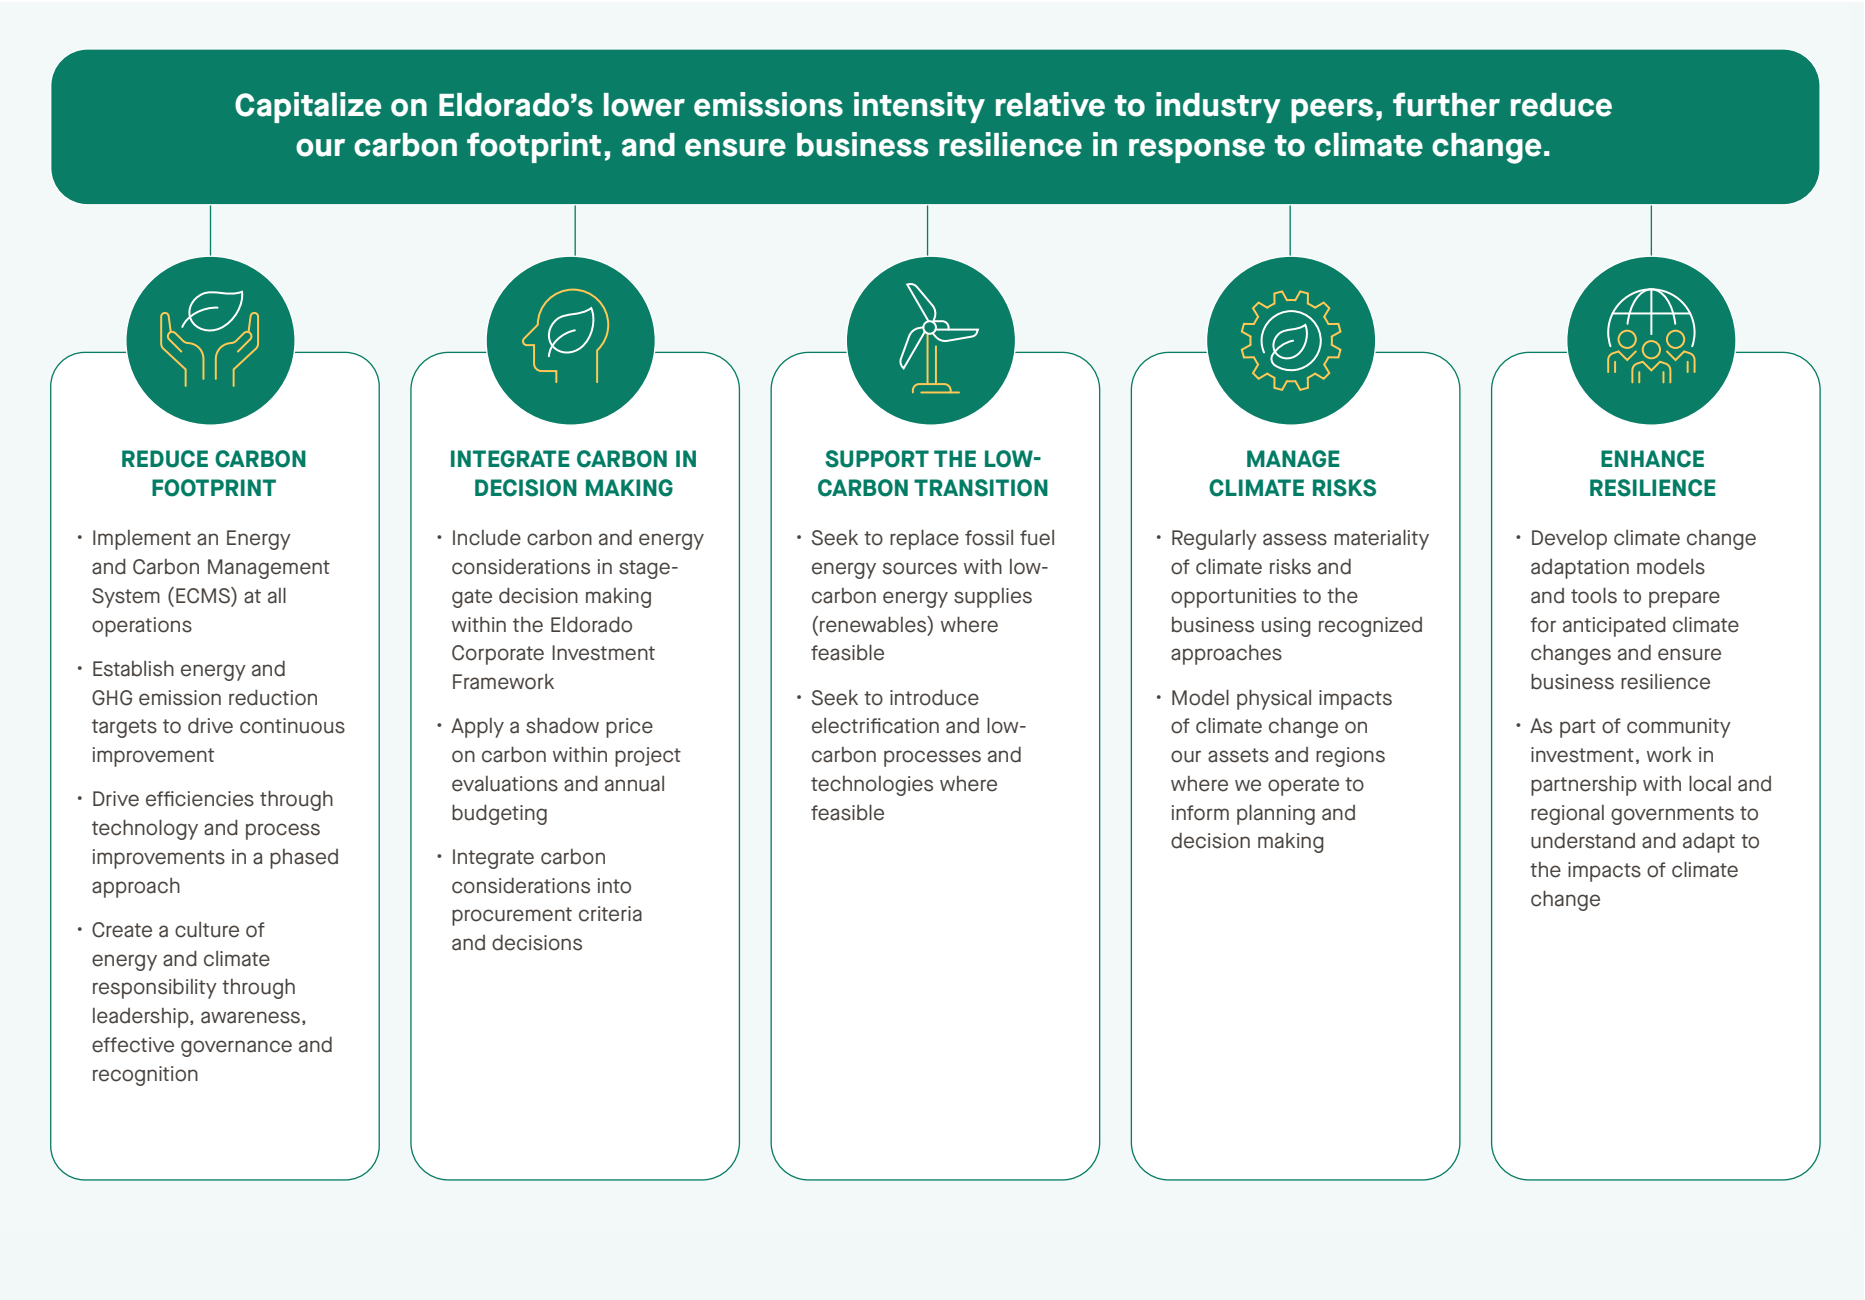 Capitalize on Eldorado’s lower emissions intensity relative to industry peers, further reduce
our carbon footprint, and ensure business resilience in response to climate change.
REDUCE CARBON
FOOTPRINT
• Implement an Energy
and Carbon Management
System (ECMS) at all
operations
• Establish energy and
GHG emission reduction
targets to drive continuous
improvement
• Drive efficiencies through
technology and process
improvements in a phased
approach
• Create a culture of
energy and climate
responsibility through
leadership, awareness,
effective governance and
recognition
INTEGRATE CARBON IN
DECISION MAKING
• Include carbon and energy
considerations in stage-
gate decision making
within the Eldorado
Corporate Investment
Framework
• Apply a shadow price
on carbon within project
evaluations and annual
budgeting
• Integrate carbon
considerations into
procurement criteria
and decisions
SUPPORT THE LOW-
CARBON TRANSITION
• Seek to replace fossil fuel
energy sources with low-
carbon energy supplies
(renewables) where
feasible
• Seek to introduce
electrification and low-
carbon processes and
technologies where
feasible
MANAGE
CLIMATE RISKS
• Regularly assess materiality
of climate risks and
opportunities to the
business using recognized
approaches
• Model physical impacts
of climate change on
our assets and regions
where we operate to
inform planning and
decision making
ENHANCE
RESILIENCE
• Develop climate change
adaptation models
and tools to prepare
for anticipated climate
changes and ensure
business resilience
• As part of community
investment, work in
partnership with local and
regional governments to
understand and adapt to
the impacts of climate
change